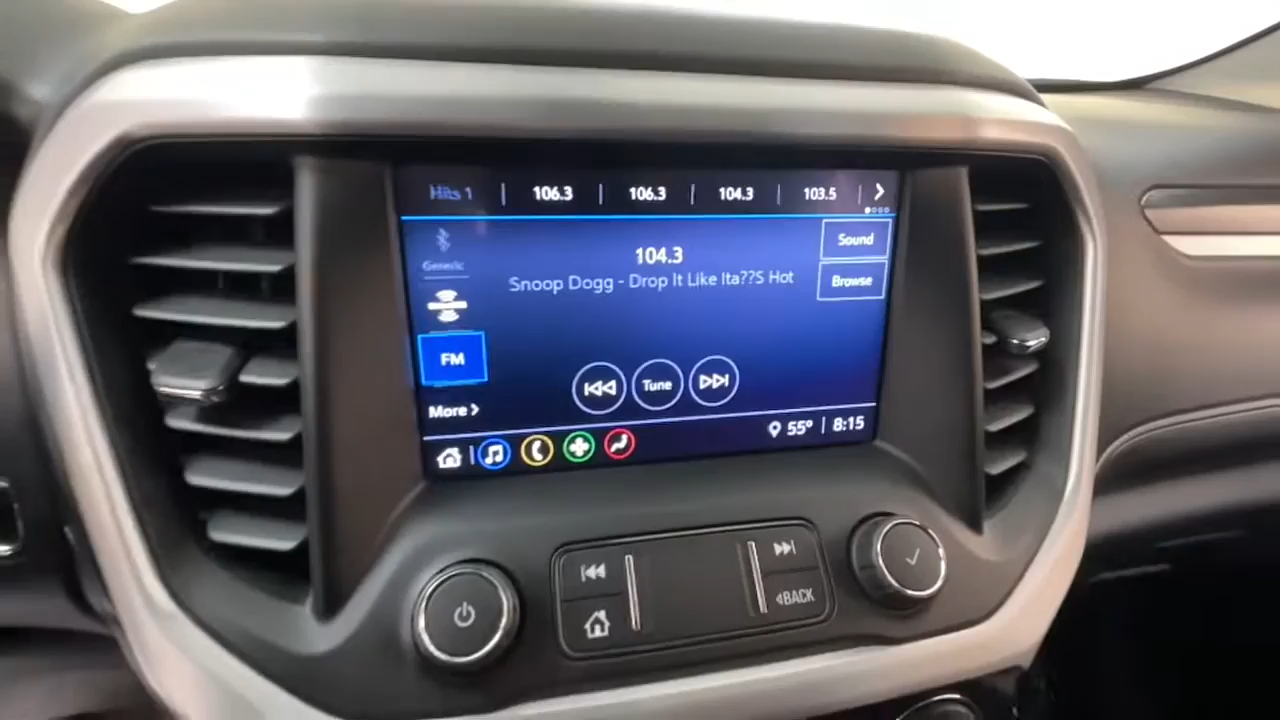 Hits 1 | 106.3 | 106.3 | 104.3 | 103.5
Generic
104.3
Snoop Dogg - Drop It Like Ita??S Hot
Sound
Browse
FM
Tune
More
55° | 8:15
BACK